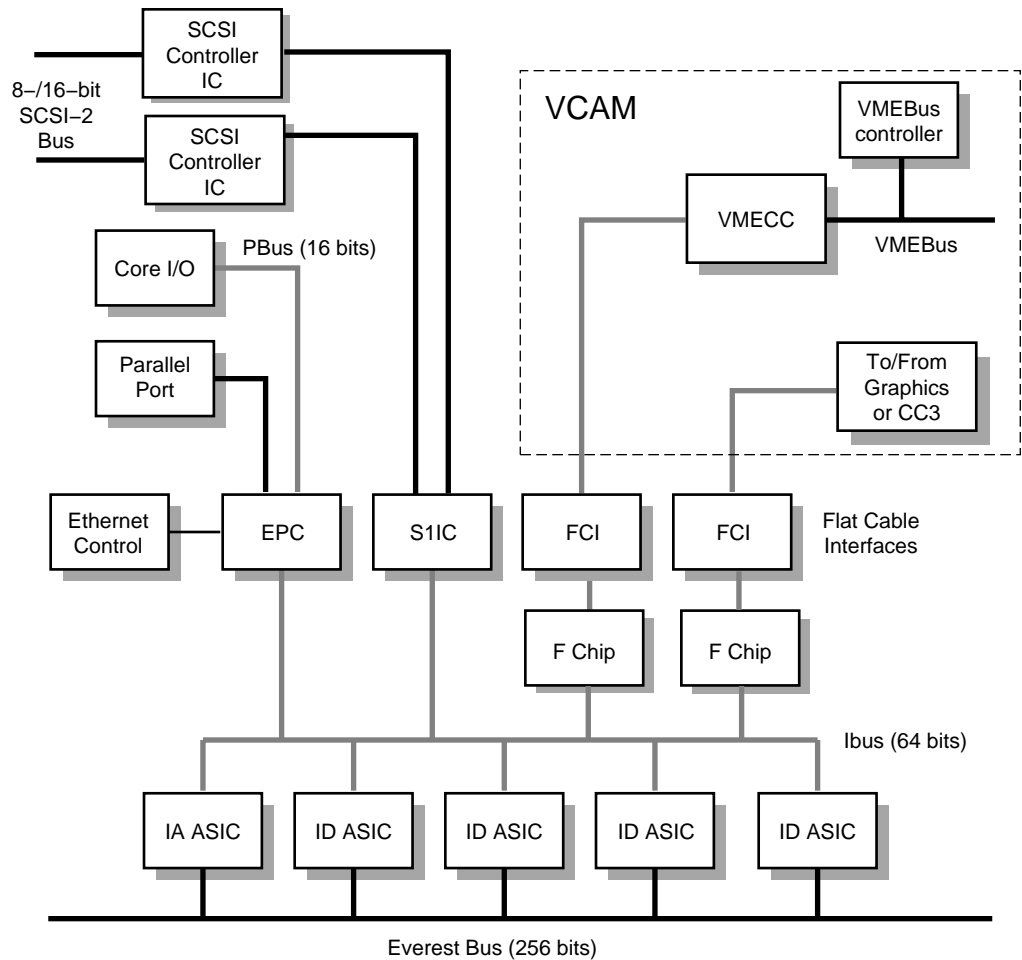 SCSI
Controller
IC
8–/16–bit
SCSI–2
Bus
SCSI
Controller
IC
VCAM
VMEBus
controller
VMECC
VMEBus
PBus (16 bits)
Core I/O
Parallel
Port
To/From
Graphics
or CC3
Ethernet
Control
EPC
S1IC
FCI
FCI
Flat Cable
Interfaces
F Chip
F Chip
Ibus (64 bits)
IA ASIC
ID ASIC
ID ASIC
ID ASIC
ID ASIC
Everest Bus (256 bits)